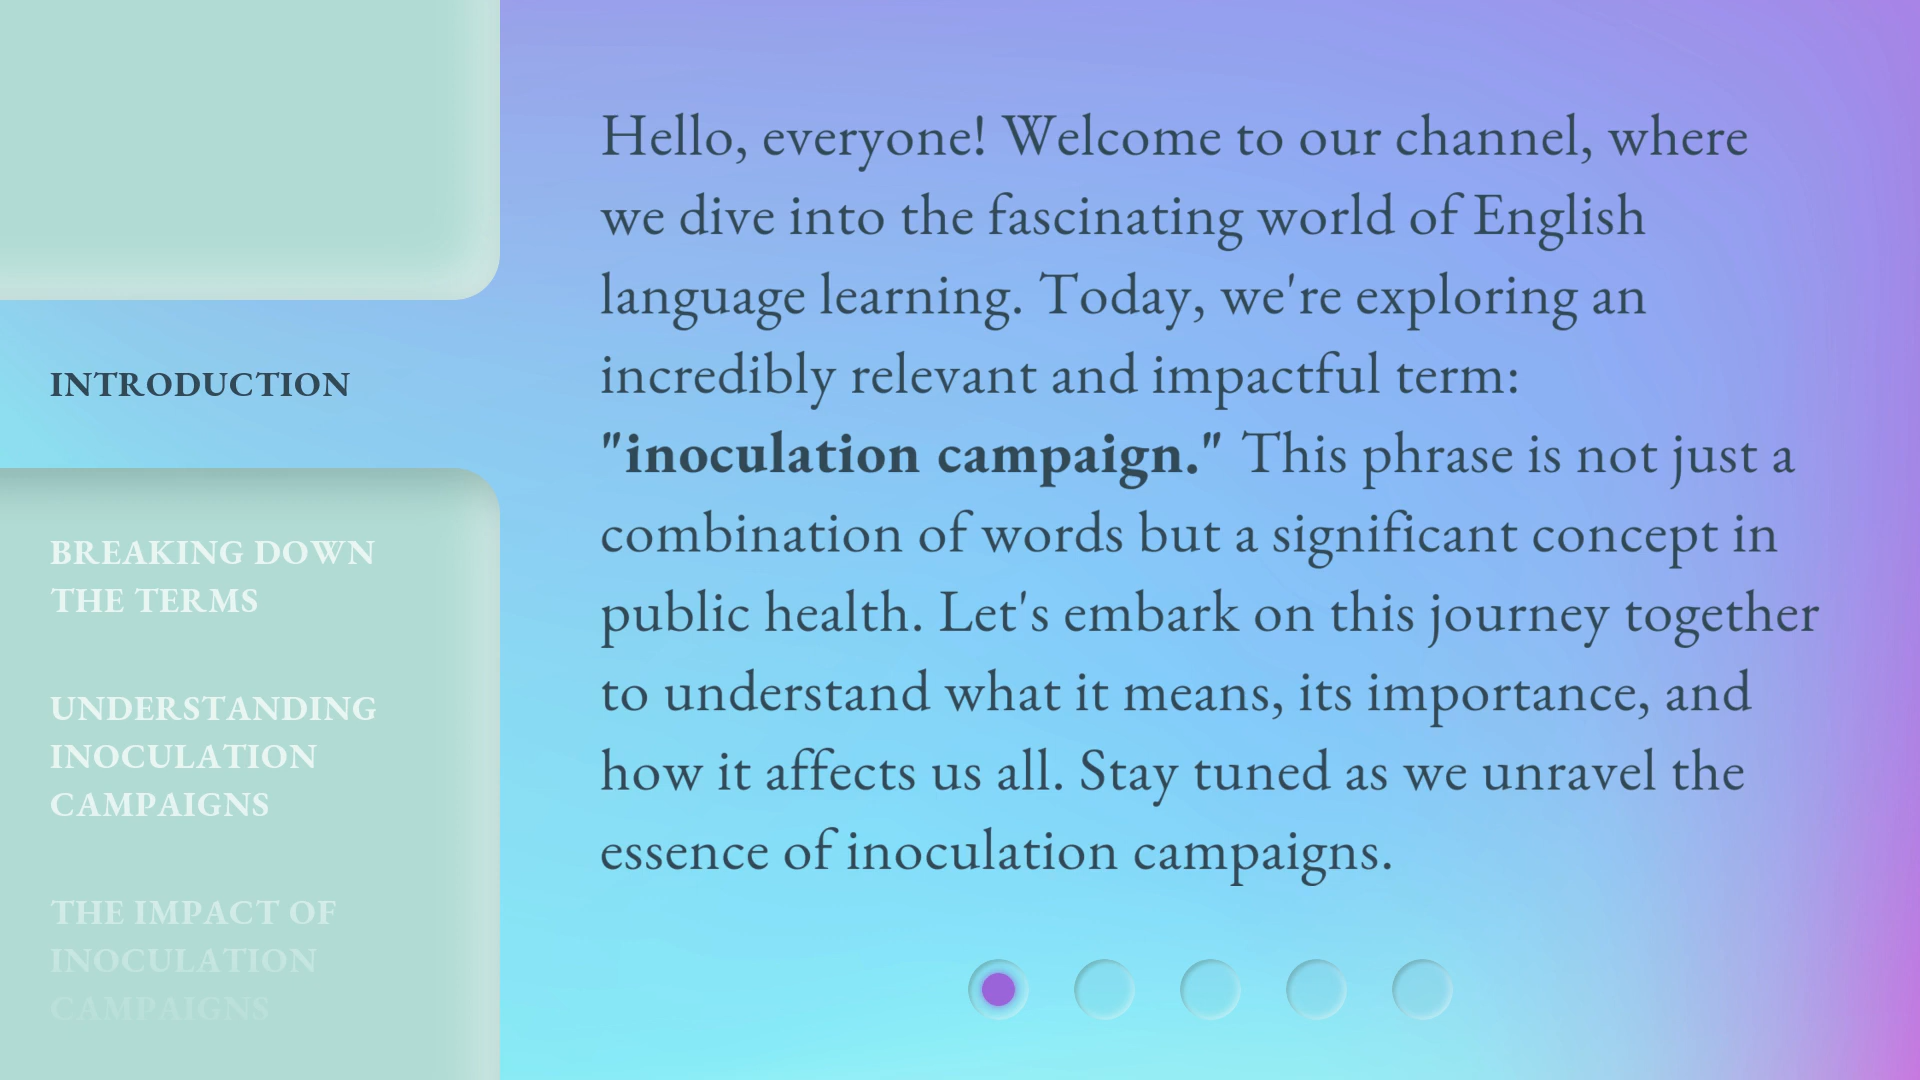 INTRODUCTION
BREAKING DOWN
THE TERMS
UNDERSTANDING
INOCULATION
CAMPAIGNS
THE IMPACT OF
INOCULATION
CAMPAIGNS
Hello, everyone! Welcome to our channel, where
we dive into the fascinating world of English
language learning. Today, we're exploring an
incredibly relevant and impactful term:
"inoculation campaign." This phrase is not just a
combination of words but a significant concept in
public health. Let's embark on this journey together
to understand what it means, its importance, and
how it affects us all. Stay tuned as we unravel the
essence of inoculation campaigns.